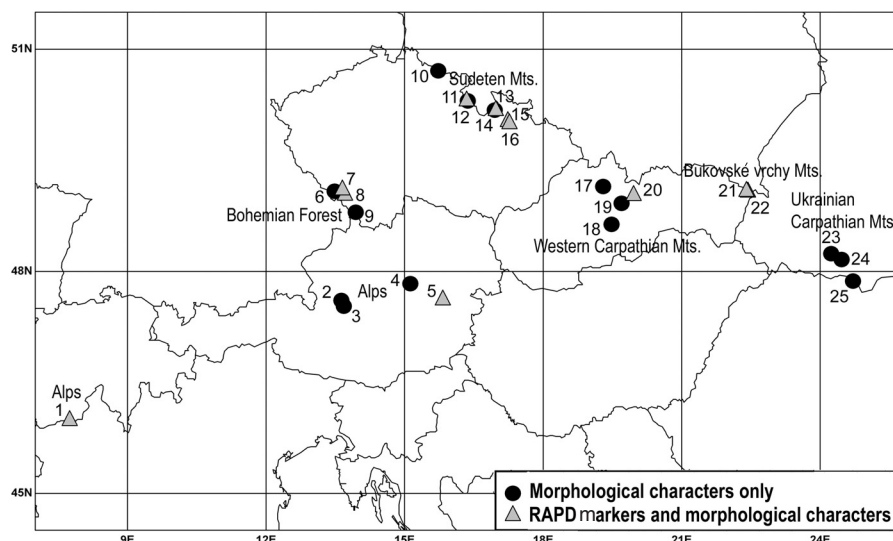 51N
10
Sudeten Mts.
11 13
12 14 15
16
7
6 8
Bohemian Forest 9
17 20
19
18
Western Carpathian Mts.
Bukovské vrchy Mts.
21 22
Ukrainian
Carpathian Mts.
23
24
25
48N
2 Alps 4 5
3
Alps
1
45N
Morphological characters only
RAPD markers and morphological characters
9E 12E 15E 18E 21E 24E